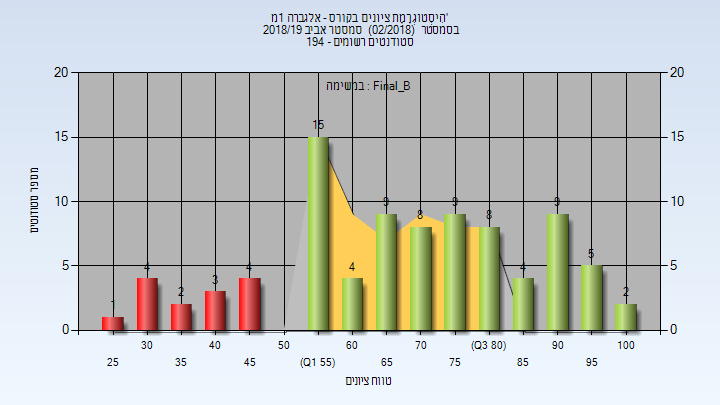 היסְטוגְרָמַת ציונים בקורס - אלגברה 1מ'
בסמסטר (02/2018) סמסטר אביב 2018/19
סטודנטים רשומים - 194
במשימה : Final_B
מספר סטודנטים
20 20
15 15
10 10
5 5
0 0
1 4 2 3 4 15 4 9 8 9 8 4 9 5 2
30 40 50 60 70 (Q3 80) 90 100
25 35 45 (Q1 55) 65 75 85 95
טווח ציונים